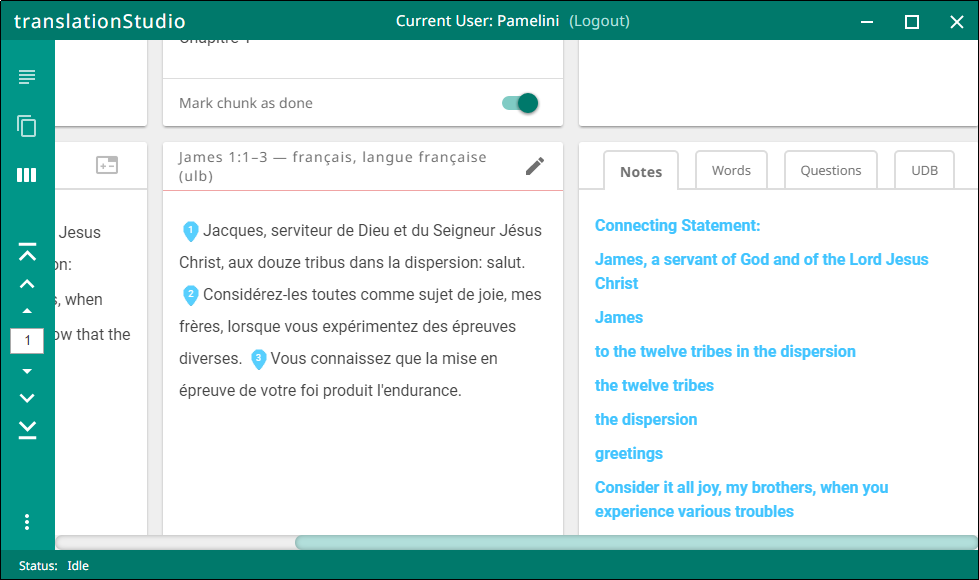 translationStudio
Current User: Pamelini (Logout)
Mark chunk as done
James 1:1–3 — français, langue française
(ulb)
Notes
Words
Questions
UDB
1
Jesus
on:
, when
ow that the
1 Jacques, serviteur de Dieu et du Seigneur Jésus
Christ, aux douze tribus dans la dispersion: salut.
2 Considérez-les toutes comme sujet de joie, mes
frères, lorsque vous expérimentez des épreuves
diverses. 3 Vous connaissez que la mise en
épreuve de votre foi produit l'endurance.
Connecting Statement:
James, a servant of God and of the Lord Jesus
Christ
James
to the twelve tribes in the dispersion
the twelve tribes
the dispersion
greetings
Consider it all joy, my brothers, when you
experience various troubles
Status: Idle